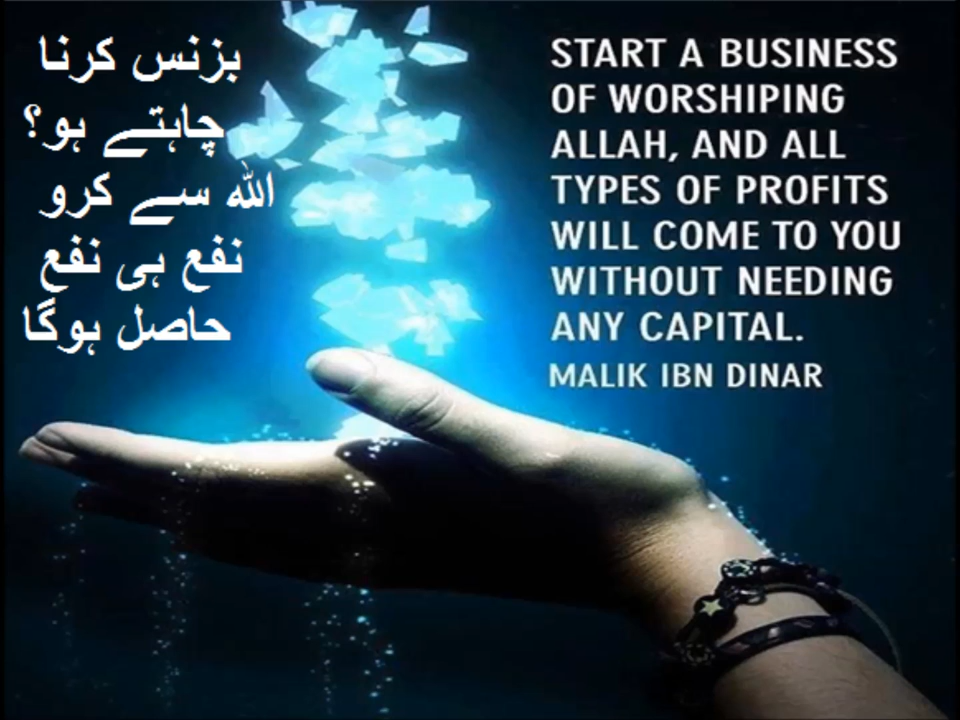 بزنس کرنا
چاہتے ہو؟
الله سے کرو
نفع ہی نفع
حاصل ہوگا
START A BUSINESS
OF WORSHIPING
ALLAH, AND ALL
TYPES OF PROFITS
WILL COME TO YOU
WITHOUT NEEDING
ANY CAPITAL.
MALIK IBN DINAR